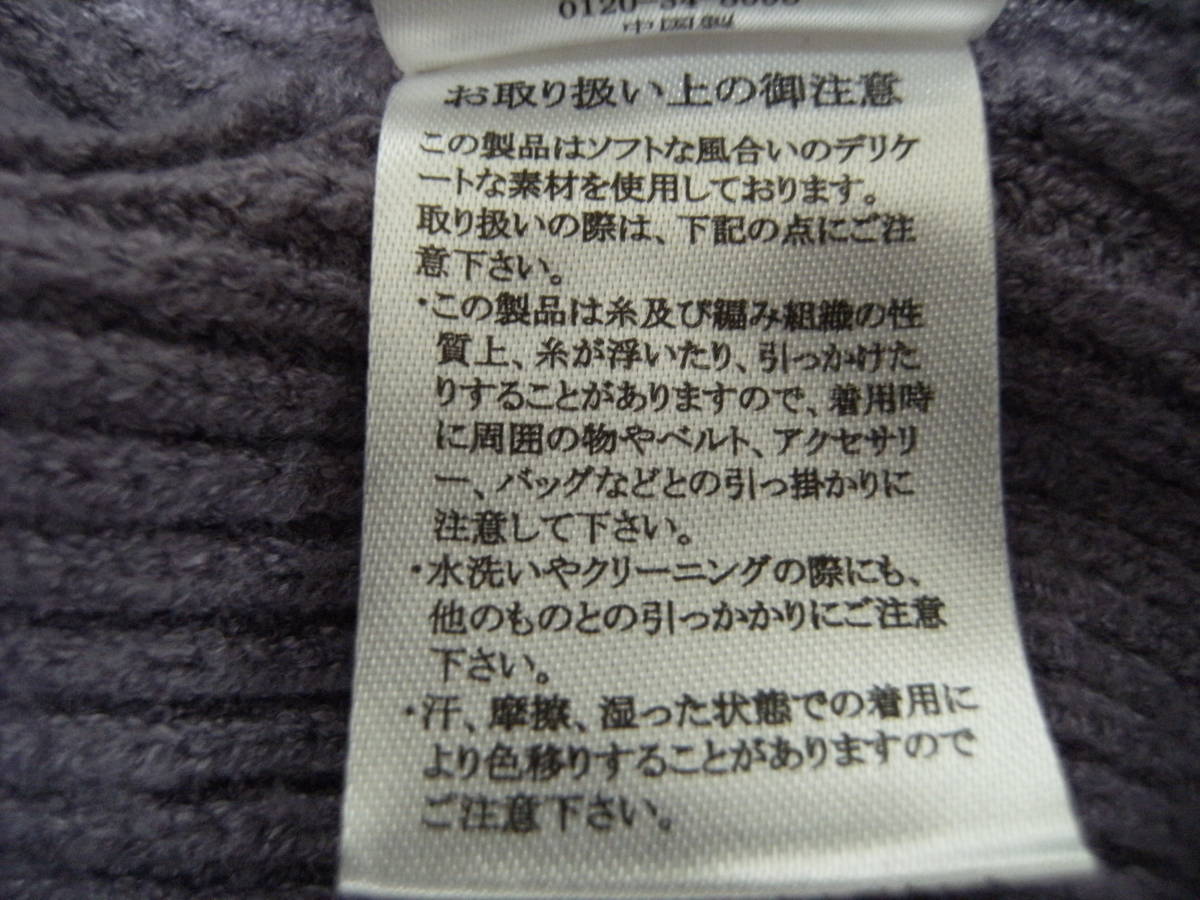 中国製
お取り扱い上の御注意
この製品はソフトな風合いのデリケ
ートな素材を使用しております。
取り扱いの際は、下記の点にご注
意下さい。
・この製品は糸及び編み組織の性
質上、糸が浮いたり、引っかけた
りすることがありますので、着用時
に周囲の物やベルト、アクセサリ
ー、バッグなどとの引っ掛かりに
注意して下さい。
・水洗いやクリーニングの際にも、
他のものとの引っかかりにご注意
下さい。
・汗、摩擦、湿った状態での着用に
より色移りすることがありますので
ご注意下さい。